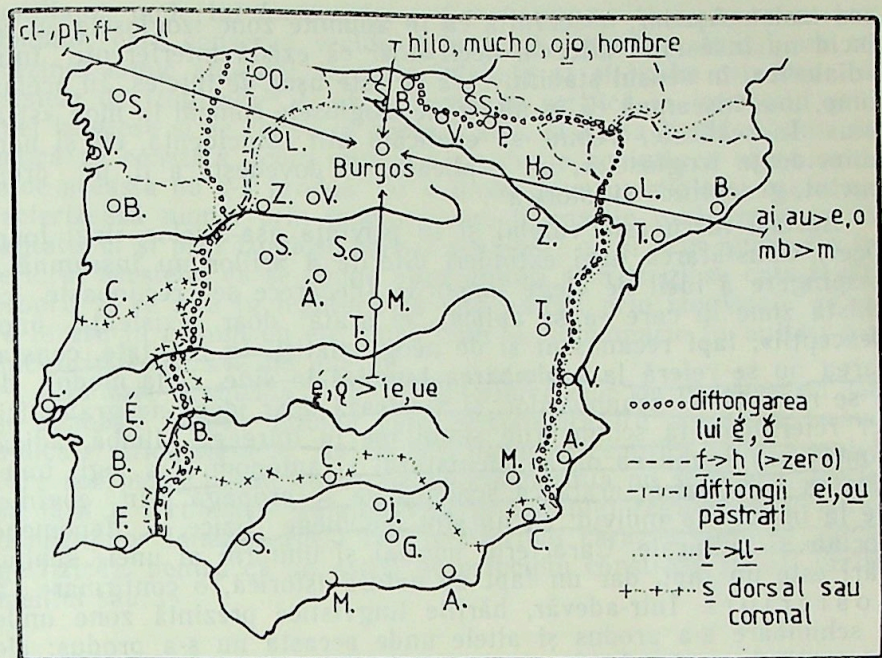 cl-, pl-, fl- > ll
hilo, mucho, ojo, hombre
O.
S.
B.
SS.
V.
P.
V.
L.
Burgos
H.
L.
B.
B.
Z.
V.
Z.
T.
ai, au > e, o
mb > m
S.
S.
A.
M.
C.
T.
T.
ę, ǫ > ie, ue
V.
L.
É.
B.
A.
B.
C.
M.
F.
S.
J.
G.
C.
M.
A.
diftongarea
lui ĕ, ŏ
f- > h (> zero)
diftongii ei, ou
păstrați
l- > ll-
s dorsal sau
coronal